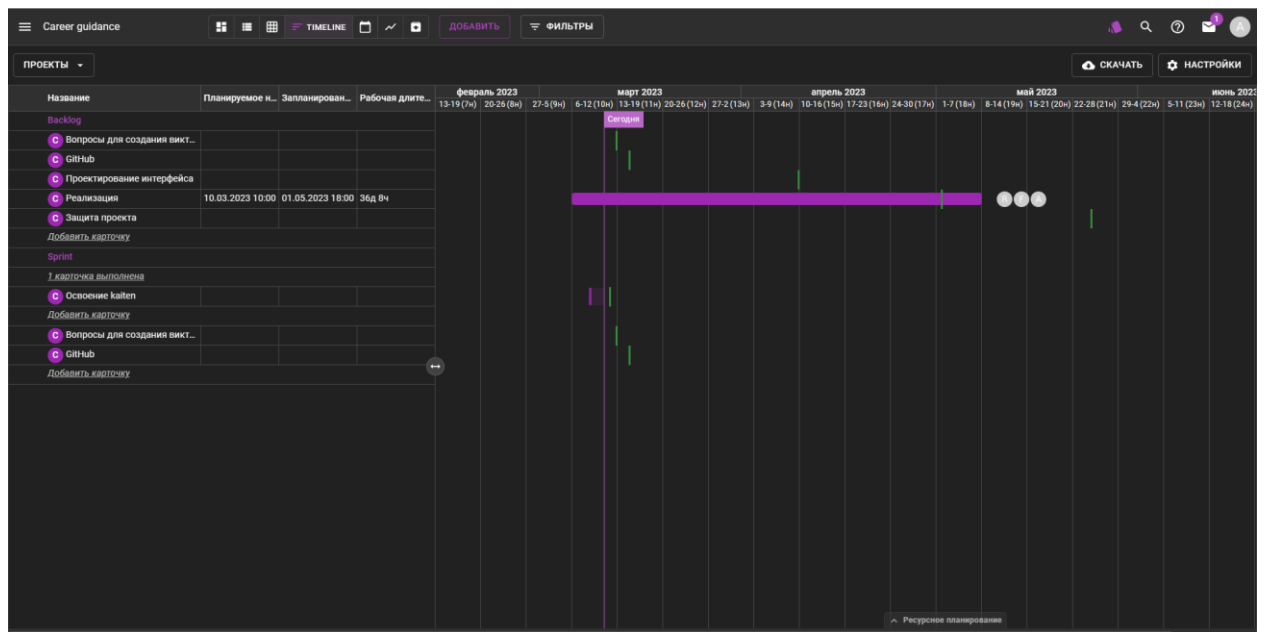 Career guidance TIMELINE ДОБАВИТЬ ФИЛЬТРЫ 1 A
ПРОЕКТЫ СКАЧАТЬ НАСТРОЙКИ
Название Планируемое н... Запланирован... Рабочая длите...
февраль 2023 март 2023 апрель 2023 май 2023 июнь 2023
13-19 (7н) 20-26 (8н) 27-5 (9н) 6-12 (10н) 13-19 (11н) 20-26 (12н) 27-2 (13н) 3-9 (14н) 10-16 (15н) 17-23 (16н) 24-30 (17н) 1-7 (18н) 8-14 (19н) 15-21 (20н) 22-28 (21н) 29-4 (22н) 5-11 (23н) 12-18 (24н)
Backlog Сегодня
C Вопросы для создания викт...
C GitHub
C Проектирование интерфейса
C Реализация 10.03.2023 10:00 01.05.2023 18:00 36д 8ч
C Защита проекта
Добавить карточку
Sprint
1 карточка выполнена
C Освоение kaiten
Добавить карточку
C Вопросы для создания викт...
C GitHub
Добавить карточку
Ресурсное планирование